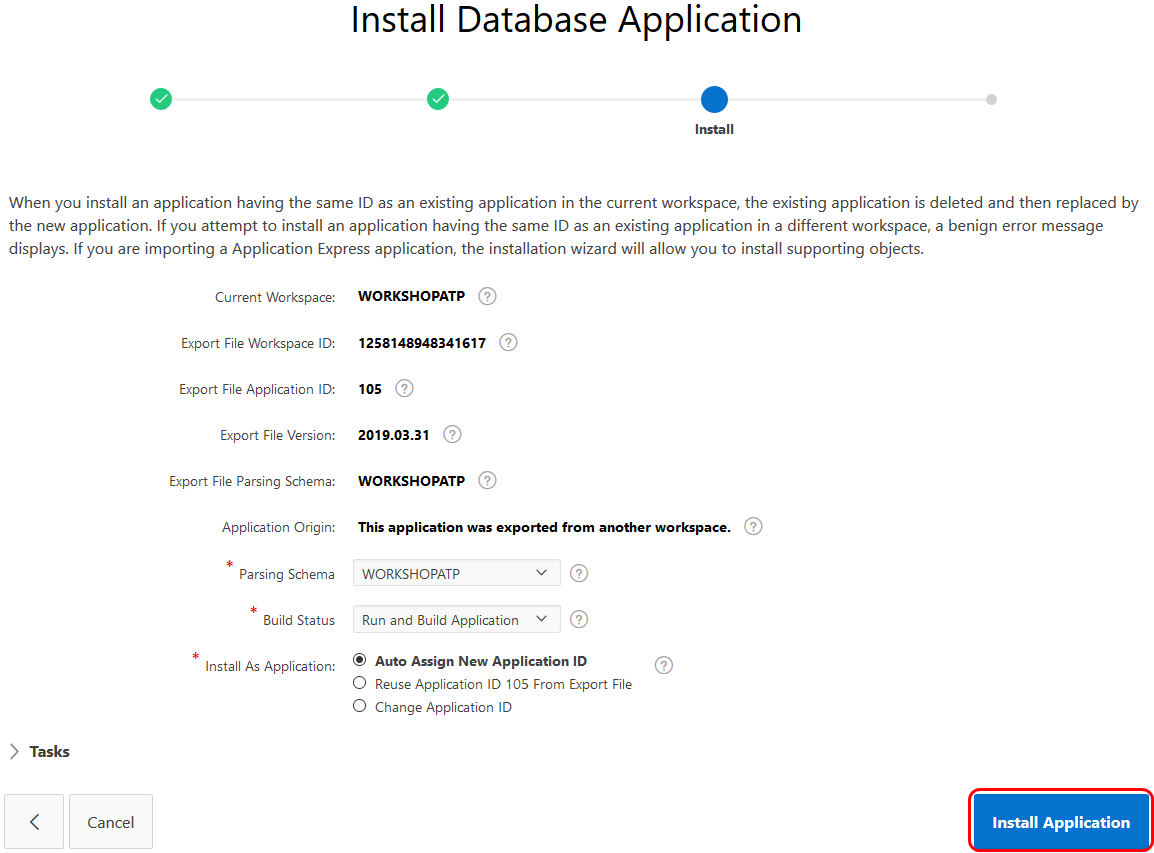 Install Database Application
Install
When you install an application having the same ID as an existing application in the current workspace, the existing application is deleted and then replaced by
the new application. If you attempt to install an application having the same ID as an existing application in a different workspace, a benign error message
displays. If you are importing a Application Express application, the installation wizard will allow you to install supporting objects.
Current Workspace: WORKSHOPATP ?
Export File Workspace ID: 1258148948341617 ?
Export File Application ID: 105 ?
Export File Version: 2019.03.31 ?
Export File Parsing Schema: WORKSHOPATP ?
Application Origin: This application was exported from another workspace. ?
* Parsing Schema WORKSHOPATP ?
* Build Status Run and Build Application ?
* Install As Application: Auto Assign New Application ID ?
Reuse Application ID 105 From Export File
Change Application ID
Tasks
Cancel Install Application